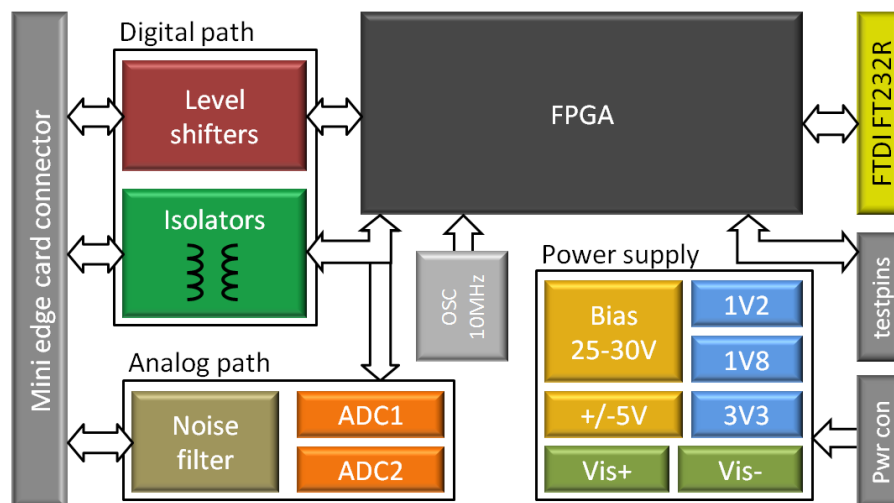 Mini edge card connector
Digital path
Level
shifters
Isolators
FPGA
FTDI FT232R
OSC
10MHz
testpins
Power supply
Bias
25-30V
1V2
1V8
+/-5V
3V3
Vis+
Vis-
Pwr con
Analog path
Noise
filter
ADC1
ADC2